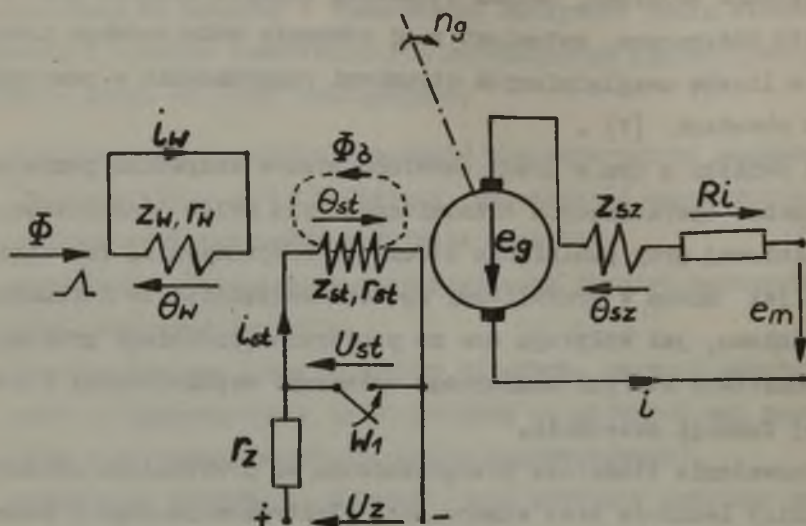 n_g
i_w
Φ_δ
Θ_st
z_w, r_w
Φ
Θ_w
z_st, r_st
e_g
z_sz
Ri
Θ_sz
e_m
i_st
U_st
W_1
i
r_z
+ U_z -